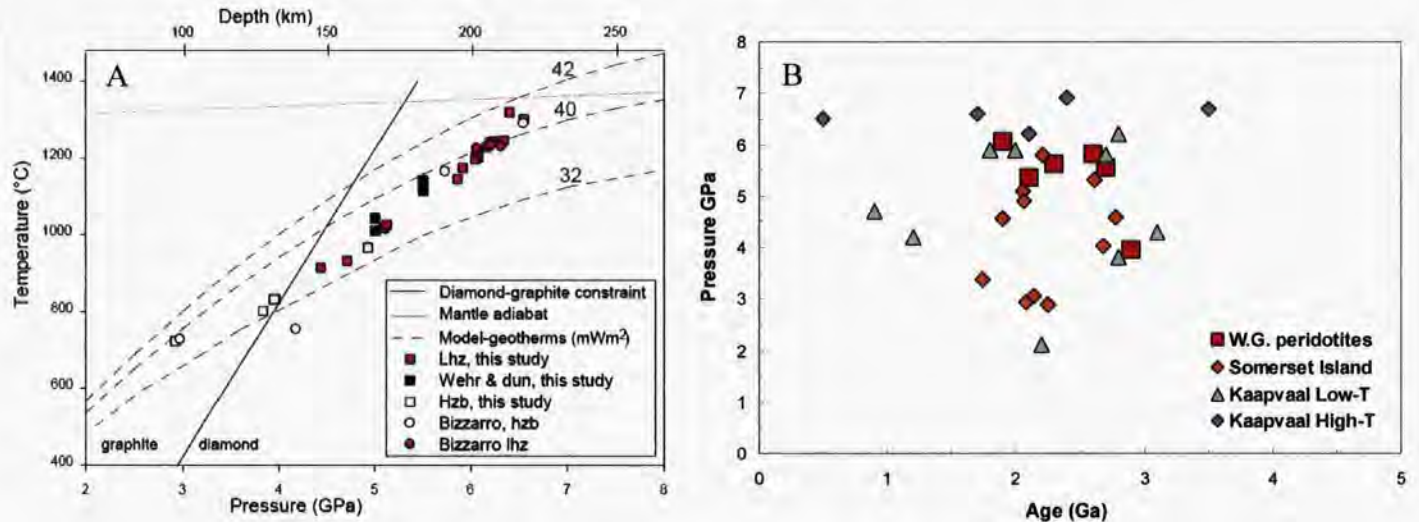 Depth (km)
100
150
200
250
A
42
40
32
1400
1200
1000
800
600
400
Temperature (°C)
Diamond-graphite constraint
Mantle adiabat
Model-geotherms (mWm²)
Lhz, this study
Wehr & dun, this study
Hzb, this study
Bizzarro, hzb
Bizzarro lhz
graphite
diamond
2
3
4
5
6
7
8
Pressure (GPa)
B
8
7
6
5
4
3
2
1
0
Pressure GPa
W.G. peridotites
Somerset Island
Kaapvaal Low-T
Kaapvaal High-T
0
1
2
3
4
5
Age (Ga)